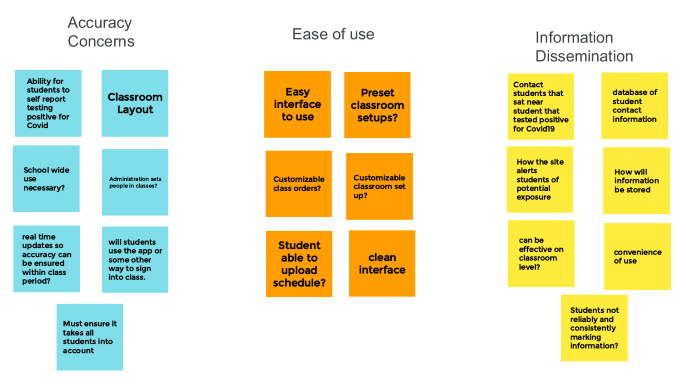 Accuracy
Concerns
Ability for
students to
self report
testing
positive for
Covid
Classroom
Layout
School wide
use
necessary?
Administration sets
people in classes?
real time
updates so
accuracy can
be ensured
within class
period?
will students
use the app or
some other
way to sign
into class.
Must ensure it
takes all
students into
account
Ease of use
Easy
interface
to use
Preset
classroom
setups?
Customizable
class orders?
Customizable
classroom set
up?
Student
able to
upload
schedule?
clean
interface
Information
Dissemination
Contact
students that
sat near
student that
tested positive
for Covid19
database of
student
contact
information
How the site
alerts
students of
potential
exposure
How will
information
be stored
can be
effective on
classroom
level?
convenience
of use
Students not
reliably and
consistently
marking
information?